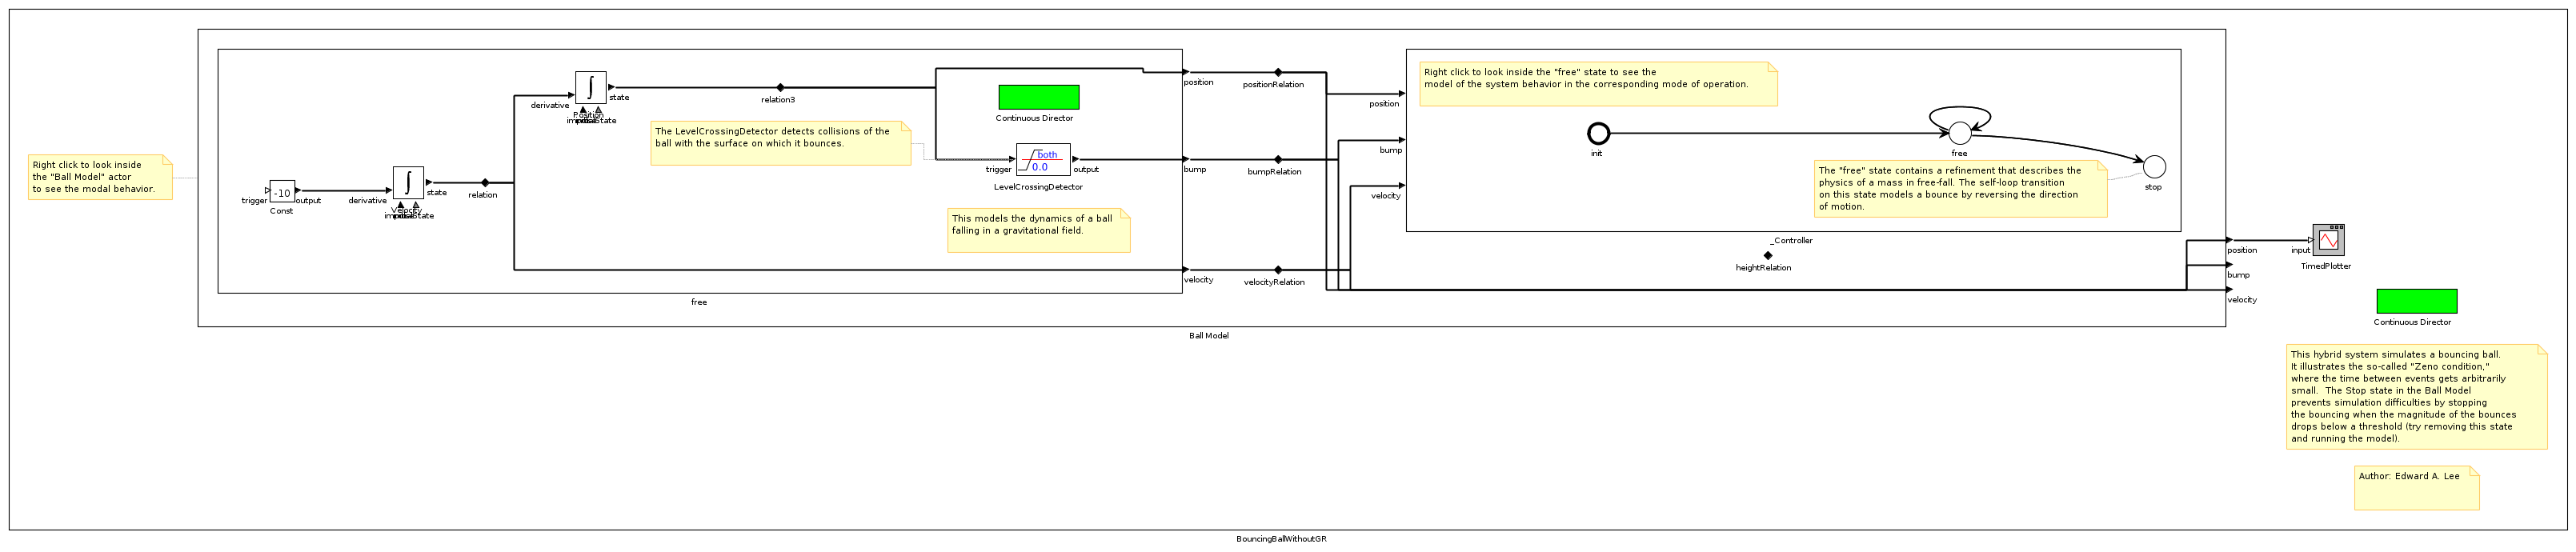 Right click to look inside
the "Ball Model" actor
to see the modal behavior.
trigger
-10
output
Const
derivative
state
Velocity
relation
derivative
state
Position
relation3
The LevelCrossingDetector detects collisions of the
ball with the surface on which it bounces.
Continuous Director
trigger
both
0.0
output
LevelCrossingDetector
This models the dynamics of a ball
falling in a gravitational field.
free
position
bump
velocity
positionRelation
bumpRelation
velocityRelation
position
bump
velocity
Right click to look inside the "free" state to see the
model of the system behavior in the corresponding mode of operation.
init
free
stop
The "free" state contains a refinement that describes the
physics of a mass in free-fall. The self-loop transition
on this state models a bounce by reversing the direction
of motion.
_Controller
heightRelation
Ball Model
position
bump
velocity
input
TimedPlotter
Continuous Director
This hybrid system simulates a bouncing ball.
It illustrates the so-called "Zeno condition,"
where the time between events gets arbitrarily
small.  The Stop state in the Ball Model
prevents simulation difficulties by stopping
the bouncing when the magnitude of the bounces
drops below a threshold (try removing this state
and running the model).
Author: Edward A. Lee
BouncingBallWithoutGR